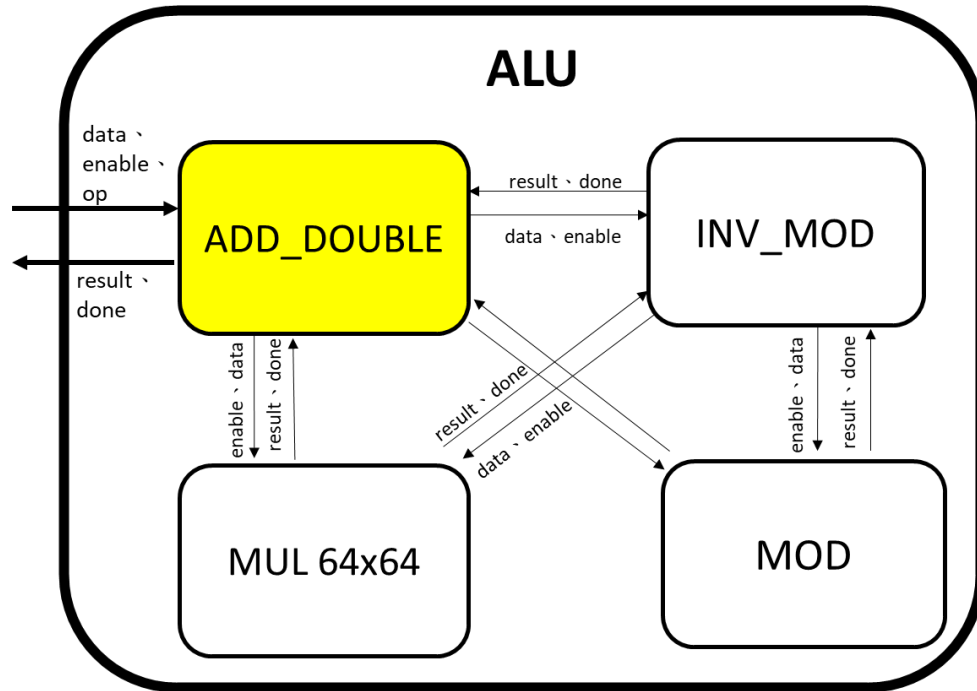 ALU
data、
enable、
op
result、
done
ADD_DOUBLE
result、done
data、enable
INV_MOD
enable、data
result、done
result、done
data、enable
enable、data
result、done
MUL 64x64
MOD